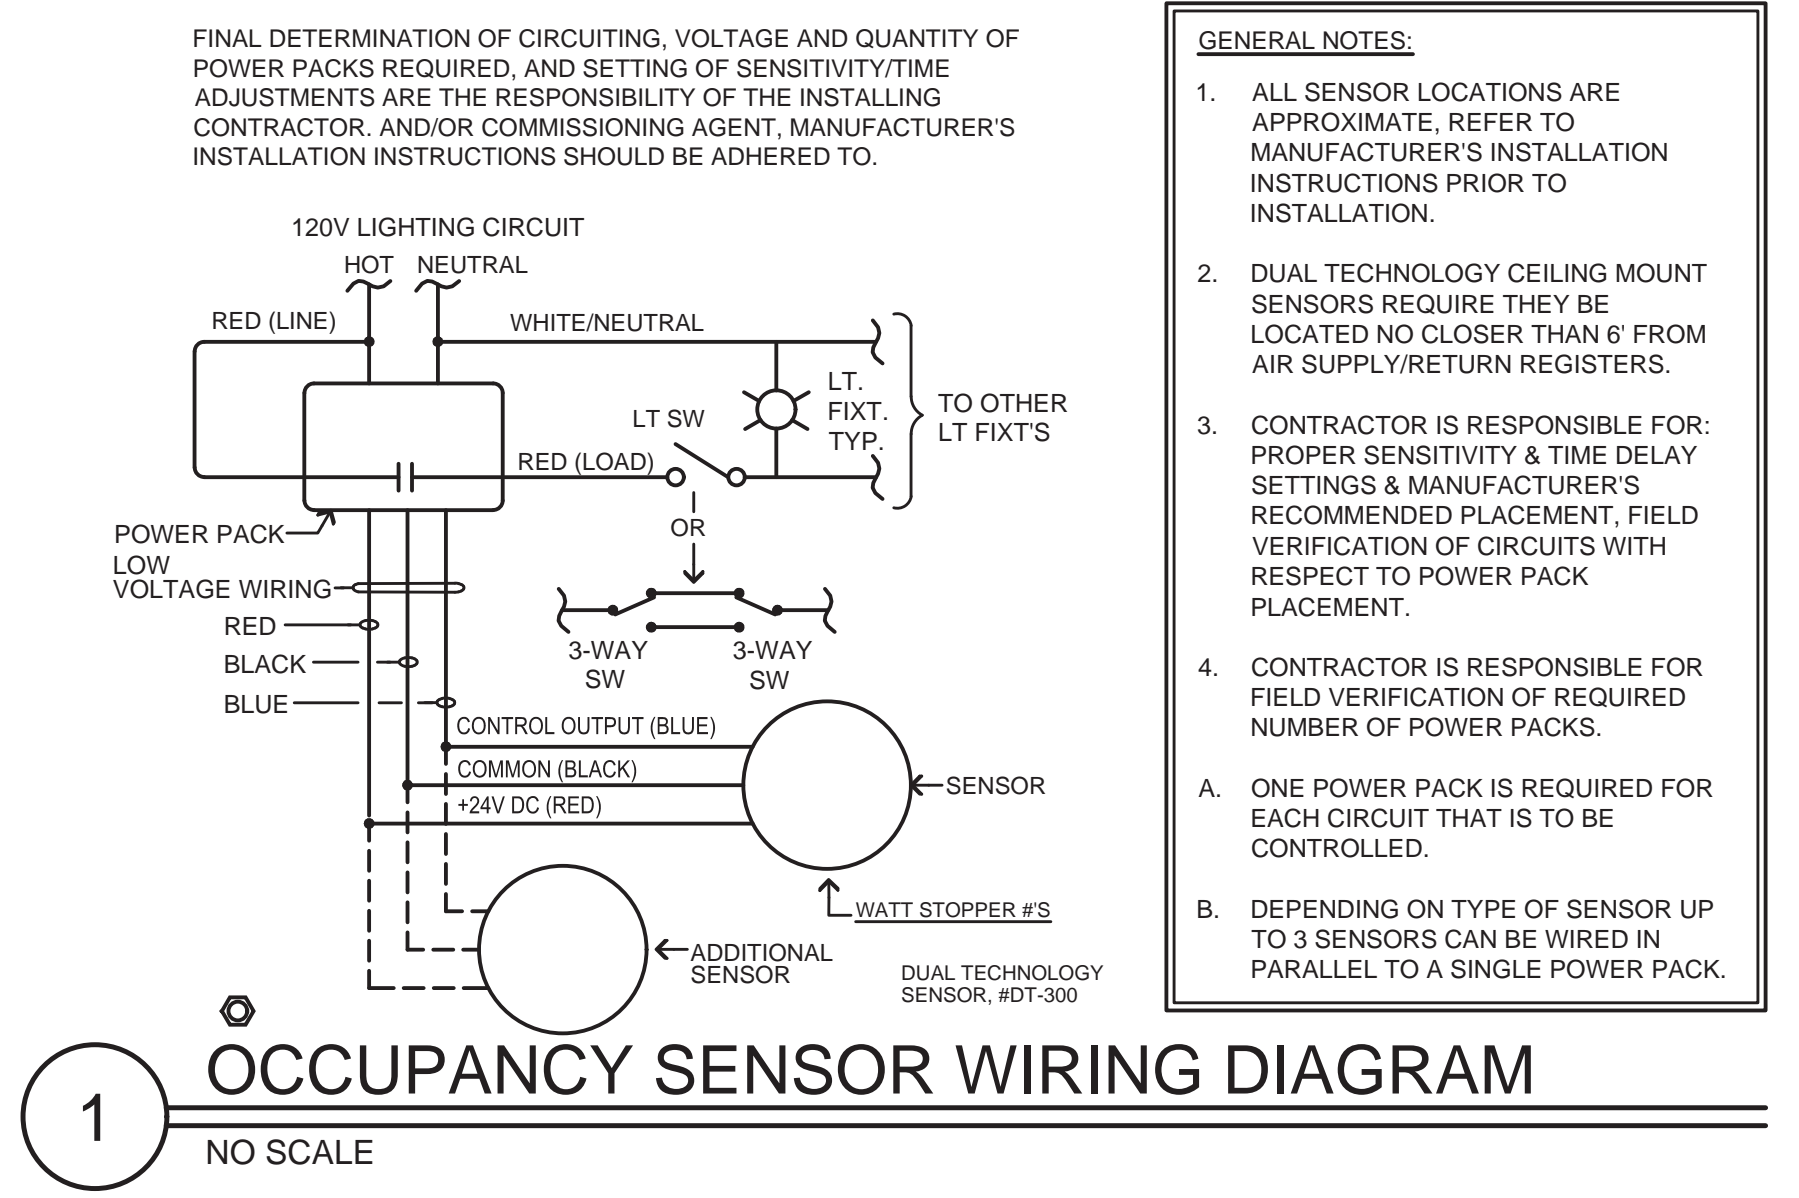 FINAL DETERMINATION OF CIRCUITING, VOLTAGE AND QUANTITY OF
POWER PACKS REQUIRED, AND SETTING OF SENSITIVITY/TIME
ADJUSTMENTS ARE THE RESPONSIBILITY OF THE INSTALLING
CONTRACTOR. AND/OR COMMISSIONING AGENT, MANUFACTURER'S
INSTALLATION INSTRUCTIONS SHOULD BE ADHERED TO.
120V LIGHTING CIRCUIT
HOT NEUTRAL
RED (LINE)
WHITE/NEUTRAL
LT.
FIXT.
TYP.
TO OTHER
LT FIXT'S
LT SW
RED (LOAD)
OR
POWER PACK
LOW
VOLTAGE WIRING
RED
BLACK
BLUE
3-WAY
SW
3-WAY
SW
CONTROL OUTPUT (BLUE)
COMMON (BLACK)
+24V DC (RED)
SENSOR
WATT STOPPER #'S
ADDITIONAL
SENSOR
DUAL TECHNOLOGY
SENSOR, #DT-300
GENERAL NOTES:
1. ALL SENSOR LOCATIONS ARE
APPROXIMATE, REFER TO
MANUFACTURER'S INSTALLATION
INSTRUCTIONS PRIOR TO
INSTALLATION.
2. DUAL TECHNOLOGY CEILING MOUNT
SENSORS REQUIRE THEY BE
LOCATED NO CLOSER THAN 6' FROM
AIR SUPPLY/RETURN REGISTERS.
3. CONTRACTOR IS RESPONSIBLE FOR:
PROPER SENSITIVITY & TIME DELAY
SETTINGS & MANUFACTURER'S
RECOMMENDED PLACEMENT, FIELD
VERIFICATION OF CIRCUITS WITH
RESPECT TO POWER PACK
PLACEMENT.
4. CONTRACTOR IS RESPONSIBLE FOR
FIELD VERIFICATION OF REQUIRED
NUMBER OF POWER PACKS.
A. ONE POWER PACK IS REQUIRED FOR
EACH CIRCUIT THAT IS TO BE
CONTROLLED.
B. DEPENDING ON TYPE OF SENSOR UP
TO 3 SENSORS CAN BE WIRED IN
PARALLEL TO A SINGLE POWER PACK.
1
OCCUPANCY SENSOR WIRING DIAGRAM
NO SCALE